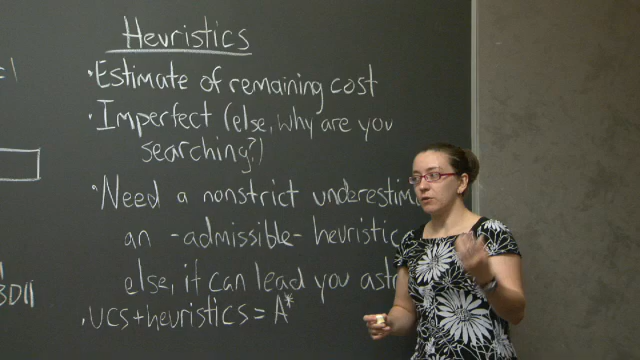 Heuristics
•Estimate of remaining cost
•Imperfect (else, why are you
searching?)
•Need a nonstrict
an -admissible- heuristic
else, it can lead you
•UCS+heuristics=A*